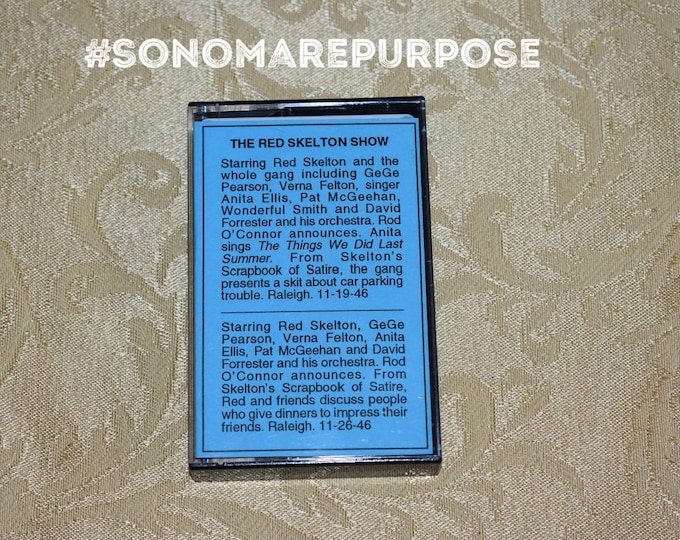 #SONOMAREPURPOSE
THE RED SKELTON SHOW
Starring Red Skelton and the
whole gang including GeGe
Pearson, Verna Felton, singer
Anita Ellis, Pat McGeehan,
Wonderful Smith and David
Forrester and his orchestra. Rod
O'Connor announces. Anita
sings The Things We Did Last
Summer. From Skelton's
Scrapbook of Satire, the gang
presents a skit about car parking
trouble. Raleigh. 11-19-46
Starring Red Skelton, GeGe
Pearson, Verna Felton, Anita
Ellis, Pat McGeehan and David
Forrester and his orchestra. Rod
O'Connor announces. From
Skelton's Scrapbook of Satire,
Red and friends discuss people
who give dinners to impress their
friends. Raleigh. 11-26-46